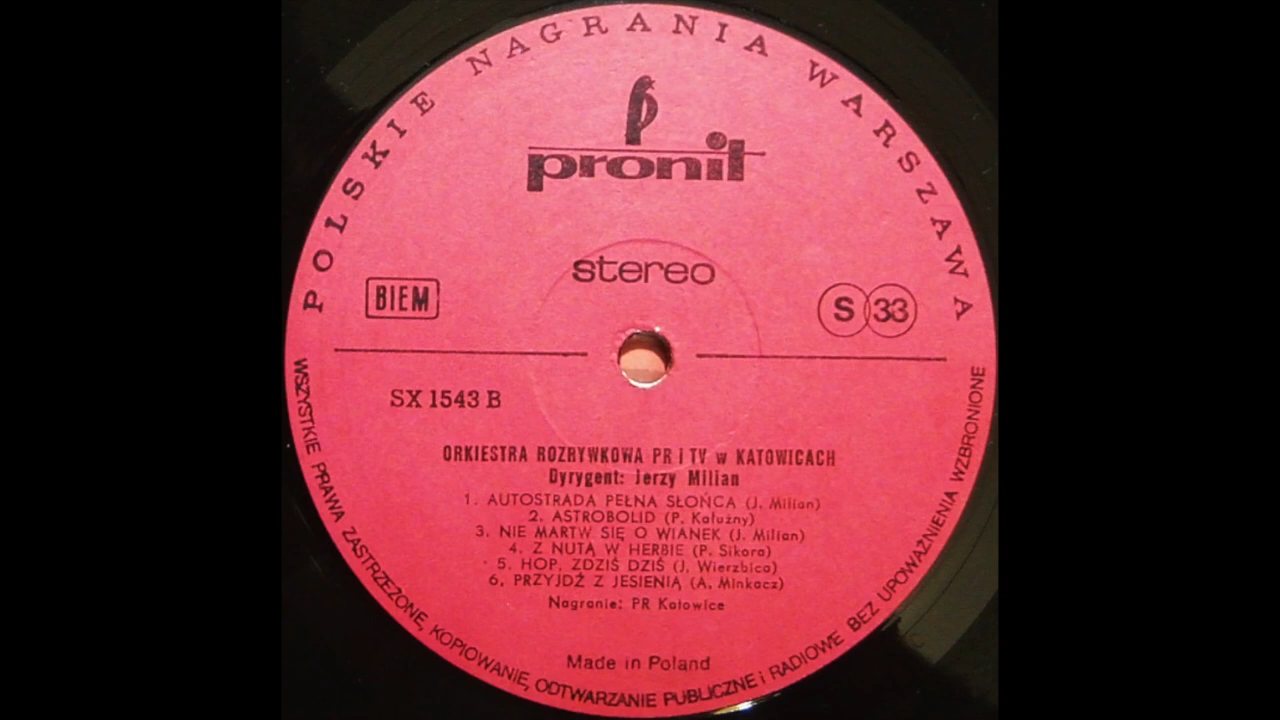 POLSKIE NAGRANIA WARSZAWA
pronit
stereo
BIEM
S 33
SX 1543 B
ORKIESTRA ROZRYWKOWA PR i TV w KATOWICACH
Dyrygent: Jerzy Milian
1. AUTOSTRADA PEŁNA SŁOŃCA (J. Milian)
2. ASTROBOLID (P. Kałużny)
3. NIE MARTW SIĘ O WIANEK (J. Milian)
4. Z NUTĄ W HERBIE (P. Sikora)
5. HOP, ZDZIŚ DZIŚ (J. Wierzbica)
6. PRZYJDŹ Z JESIENIĄ (A. Minkacz)
Nagranie: PR Katowice
Made in Poland
WSZYSTKIE PRAWA ZASTRZEŻONE, KOPIOWANIE, ODTWARZANIE PUBLICZNE i RADIOWE BEZ UPOWAŻNIENIA WZBRONIONE